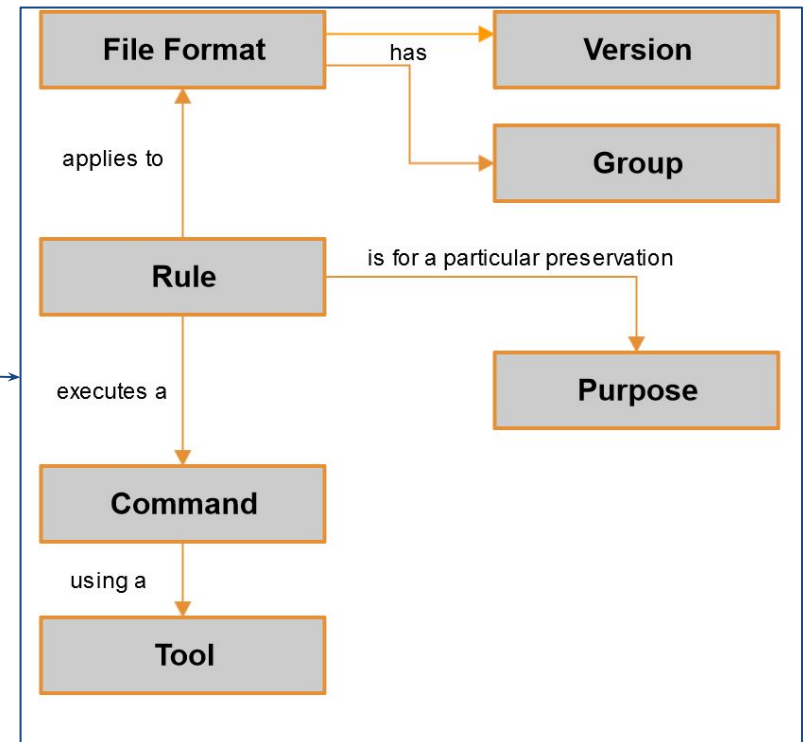 File Format
has
Version
Group
applies to
Rule
is for a particular preservation
Purpose
executes a
Command
using a
Tool